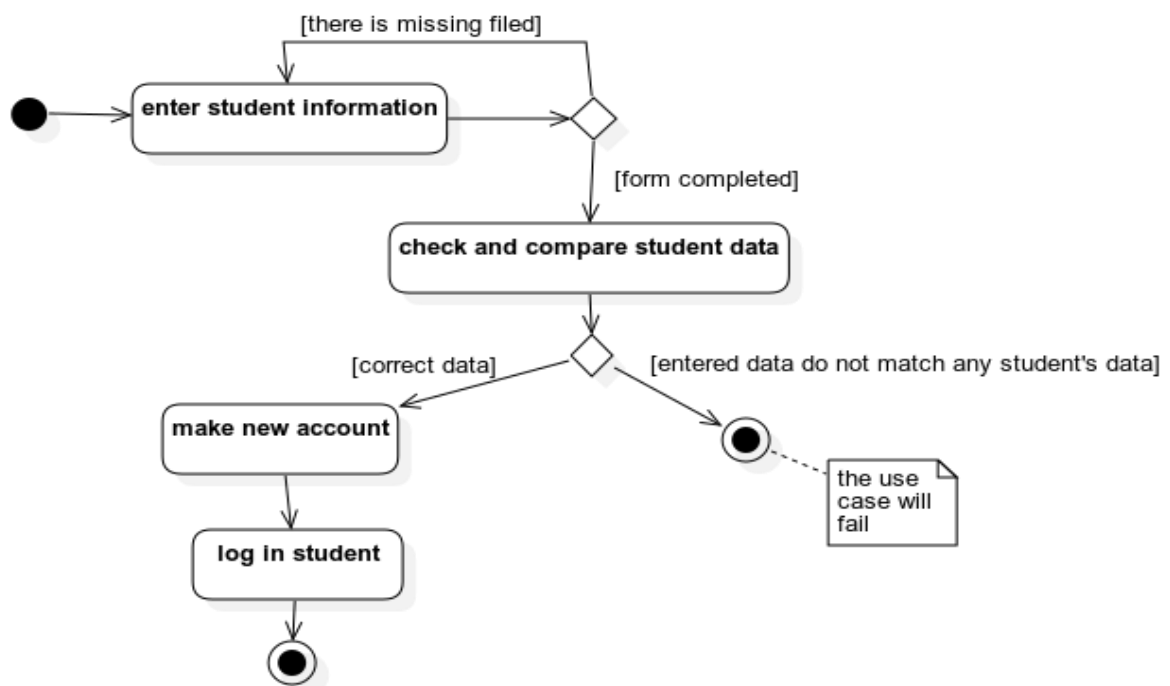 [there is missing filed]
enter student information
[form completed]
check and compare student data
[correct data]
[entered data do not match any student's data]
make new account
the use
case will
fail
log in student